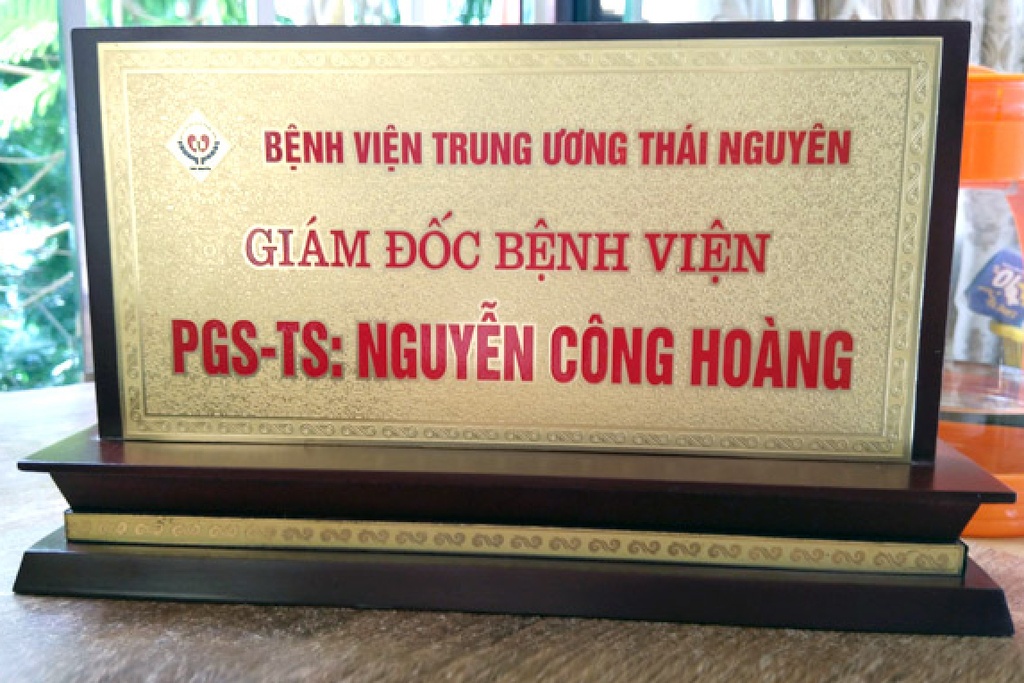 BỆNH VIỆN TRUNG ƯƠNG THÁI NGUYÊN
GIÁM ĐỐC BỆNH VIỆN
PGS-TS: NGUYỄN CÔNG HOÀNG